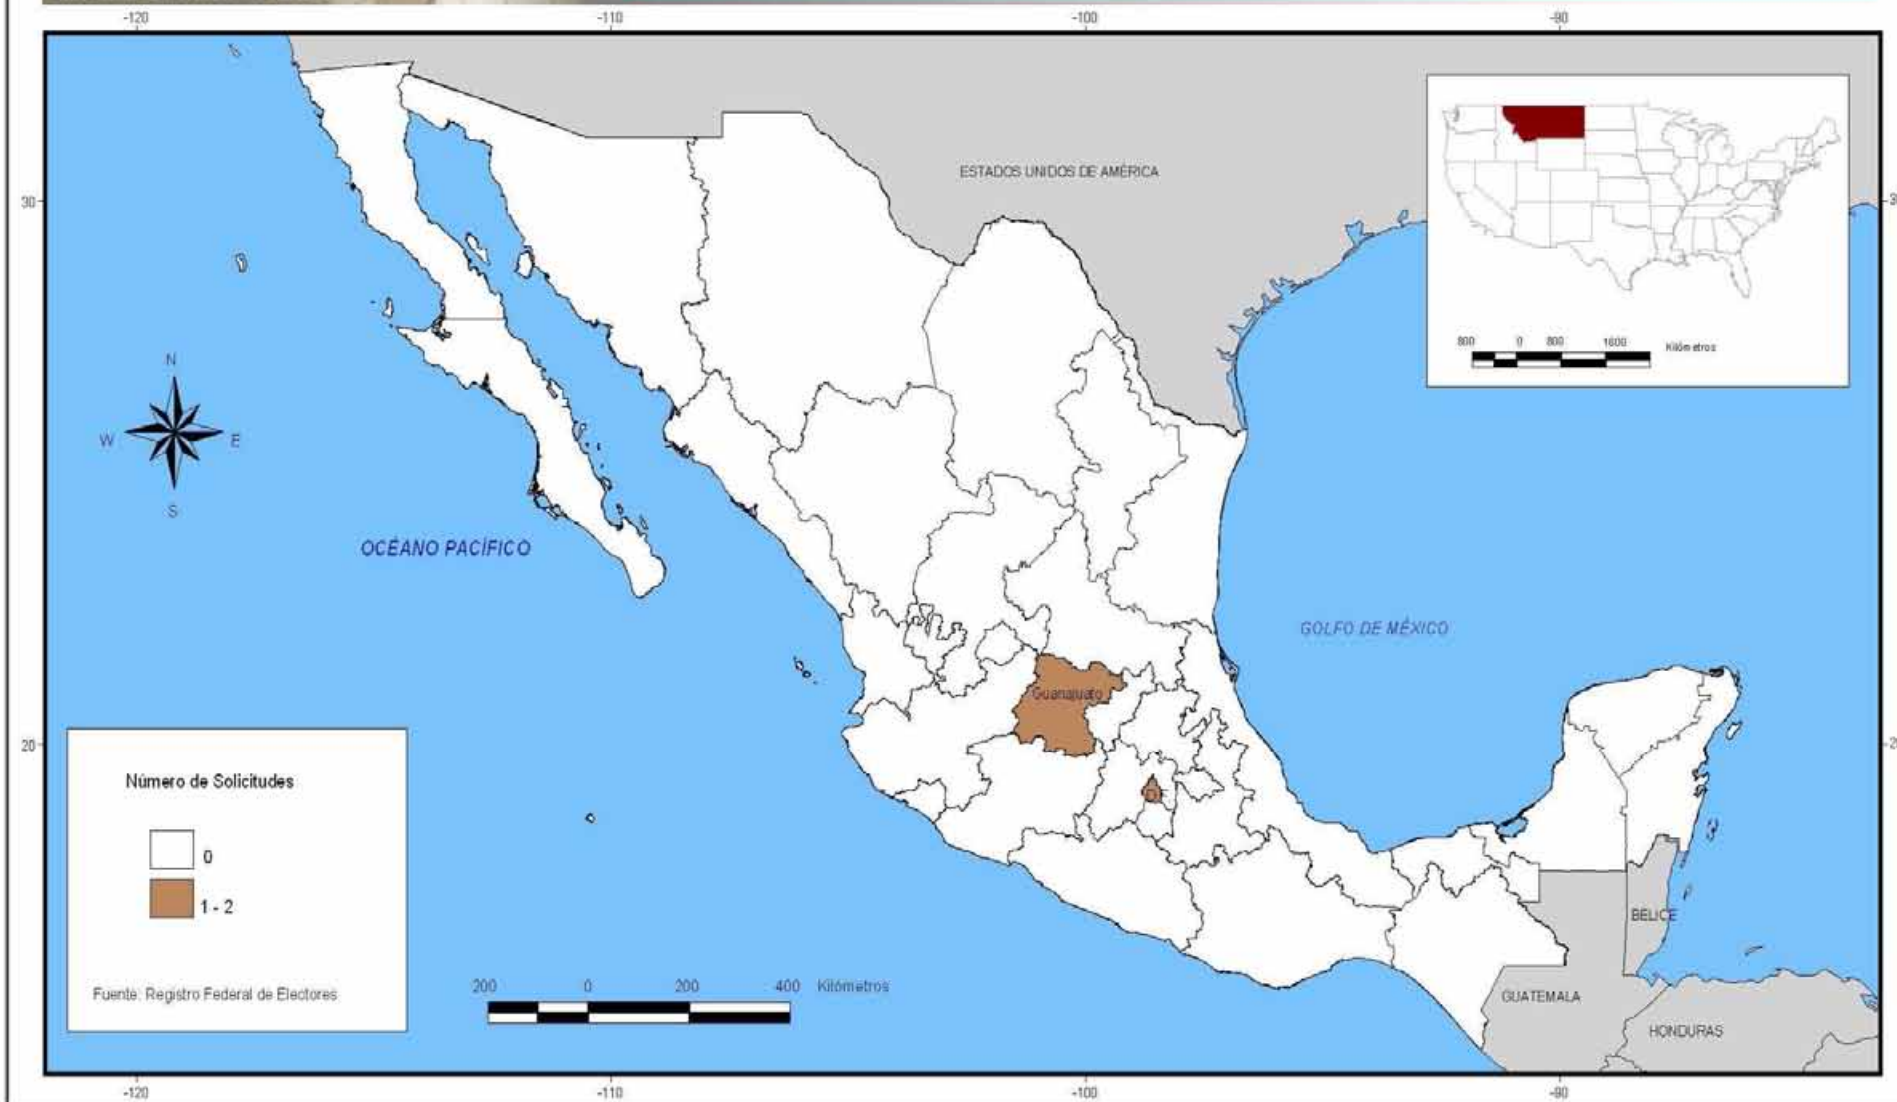 -120 -110 -100 -90
ESTADOS UNIDOS DE AMÉRICA
30
800 0 800 1600 Kilómetros
N
W E
S
OCÉANO PACÍFICO
GOLFO DE MÉXICO
Guanajuato
20
DF
Número de Solicitudes
0
1 - 2
Fuente: Registro Federal de Electores
200 0 200 400 Kilómetros
BELICE
GUATEMALA
HONDURAS
-120 -110 -100 -90